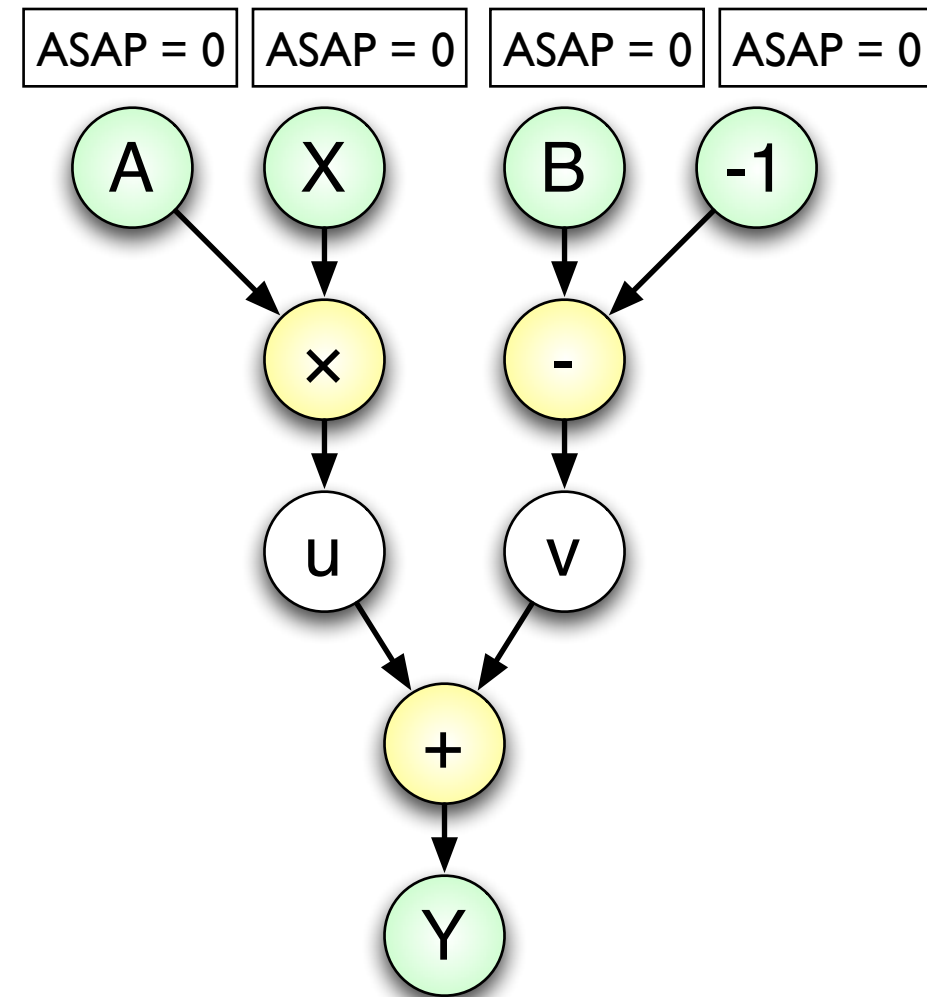 ASAP = 0 ASAP = 0 ASAP = 0 ASAP = 0
A X B -1
× -
u v
+
Y